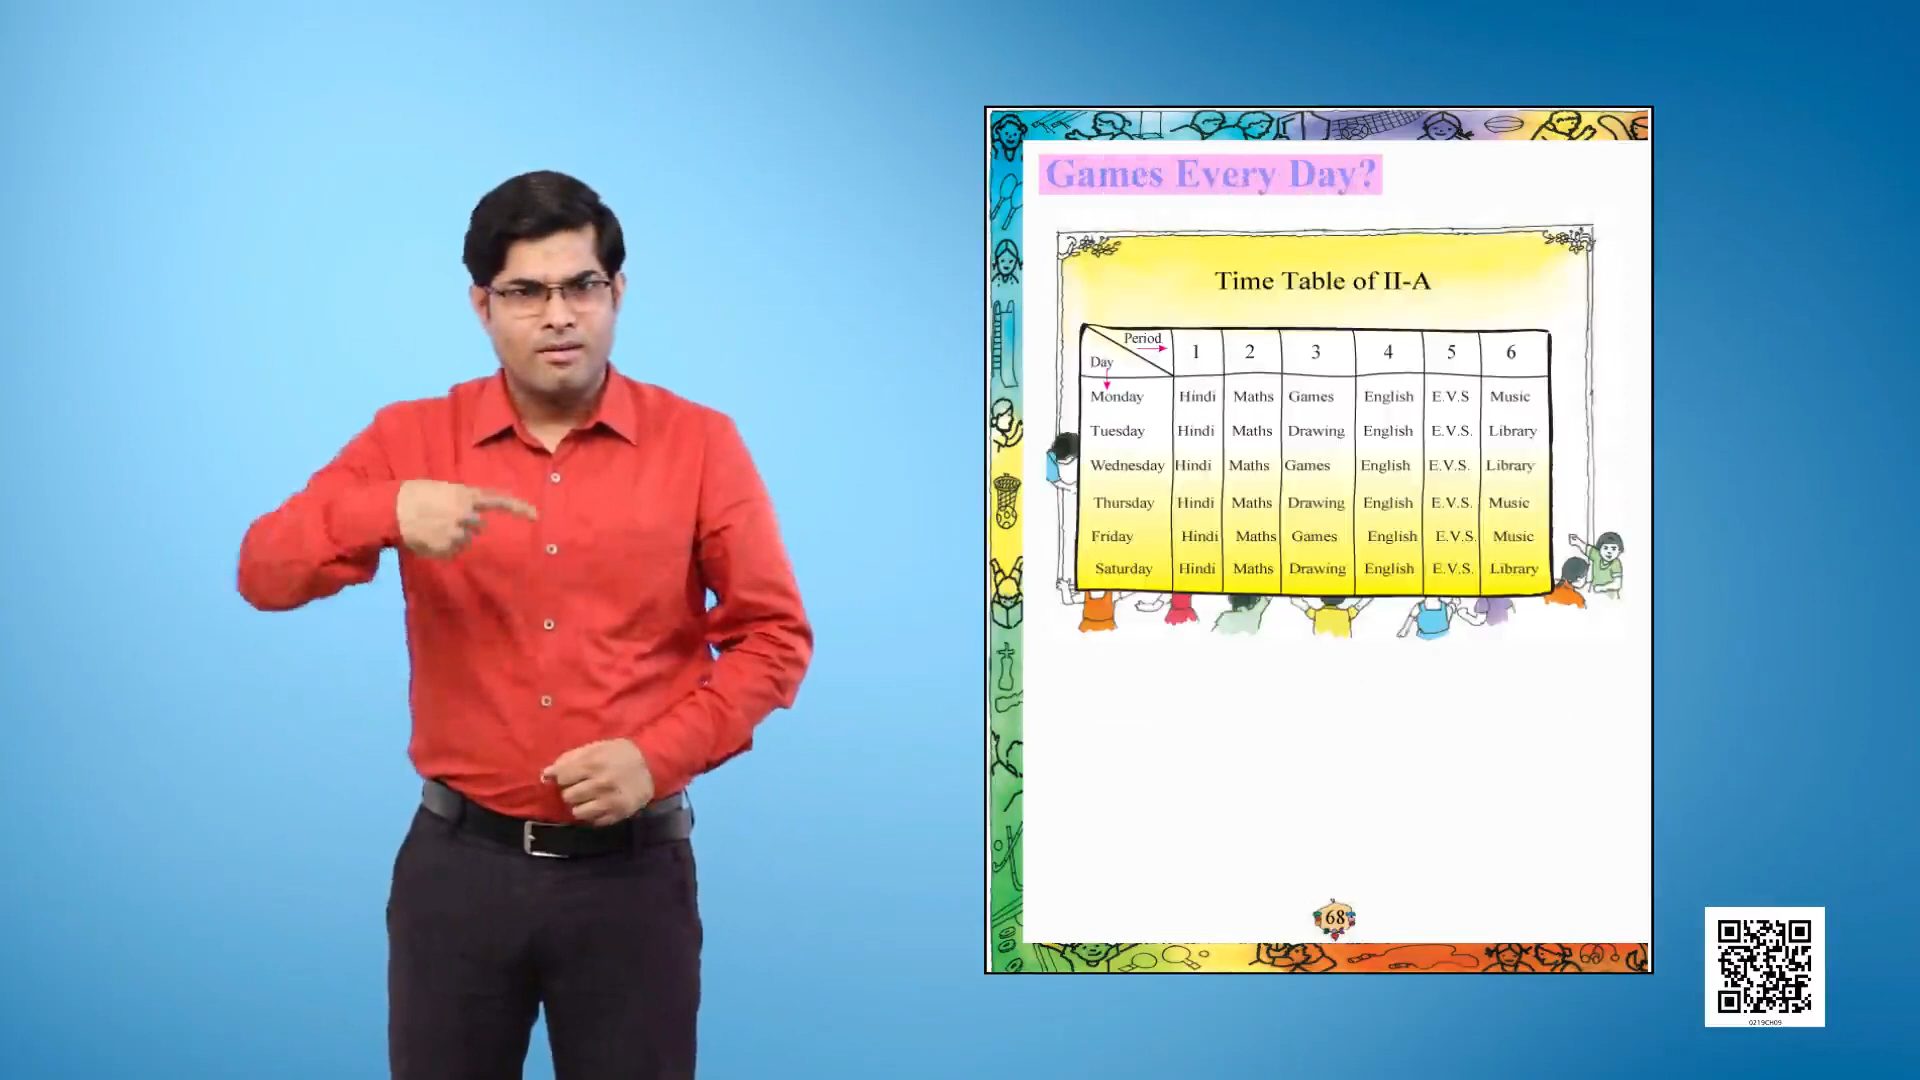 Games Every Day?
Time Table of II-A
Period
Day
1 2 3 4 5 6
Monday Hindi Maths Games English E.V.S Music
Tuesday Hindi Maths Drawing English E.V.S. Library
Wednesday Hindi Maths Games English E.V.S. Library
Thursday Hindi Maths Drawing English E.V.S. Music
Friday Hindi Maths Games English E.V.S. Music
Saturday Hindi Maths Drawing English E.V.S. Library
68
0219CH09